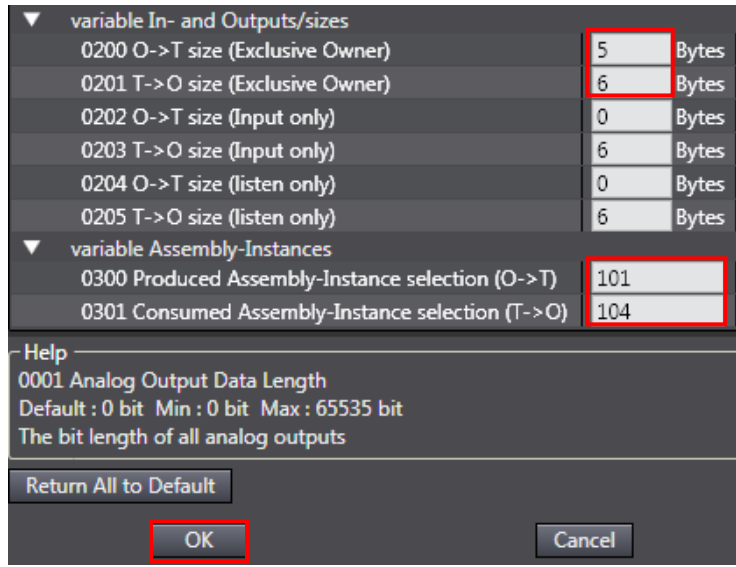 ▼ variable In- and Outputs/sizes
0200 O->T size (Exclusive Owner) 5 Bytes
0201 T->O size (Exclusive Owner) 6 Bytes
0202 O->T size (Input only) 0 Bytes
0203 T->O size (Input only) 6 Bytes
0204 O->T size (listen only) 0 Bytes
0205 T->O size (listen only) 6 Bytes
▼ variable Assembly-Instances
0300 Produced Assembly-Instance selection (O->T) 101
0301 Consumed Assembly-Instance selection (T->O) 104
Help
0001 Analog Output Data Length
Default : 0 bit Min : 0 bit Max : 65535 bit
The bit length of all analog outputs
Return All to Default
OK Cancel